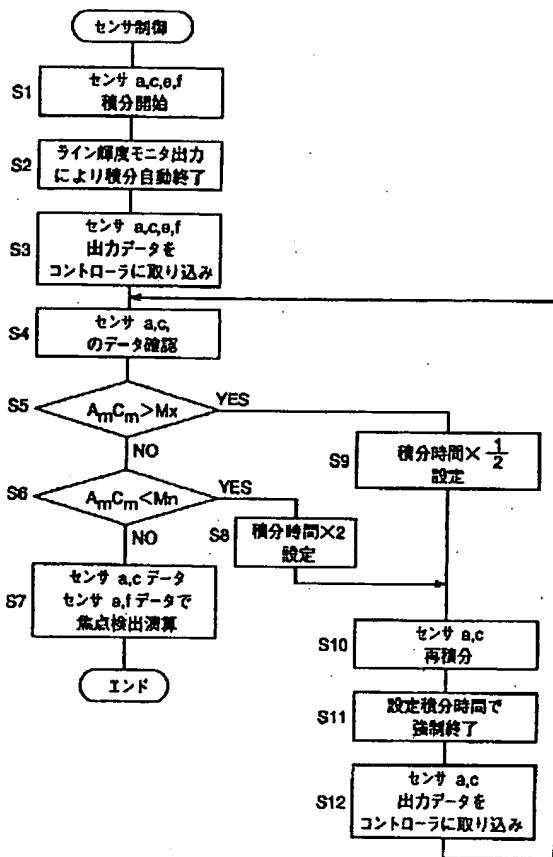 センサ制御
S1
センサ a,c,e,f
積分開始
S2
ライン輝度モニタ出力
により積分自動終了
S3
センサ a,c,e,f
出力データを
コントローラに取り込み
S4
センサ a,c,
のデータ確認
S5
AmCm>Mx
YES
NO
S9
積分時間× 1/2
設定
S6
AmCm<Mn
YES
NO
S8
積分時間×2
設定
S7
センサ a,c データ
センサ e,f データで
焦点検出演算
エンド
S10
センサ a,c
再積分
S11
設定積分時間で
強制終了
S12
センサ a,c
出力データを
コントローラに取り込み